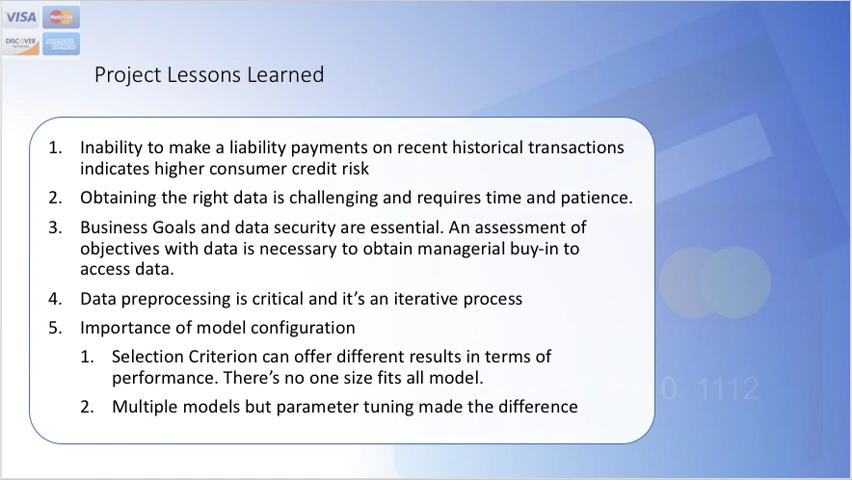 VISA MasterCard
DISCOVER
NETWORK
AMERICAN EXPRESS
Project Lessons Learned
1. Inability to make a liability payments on recent historical transactions
indicates higher consumer credit risk
2. Obtaining the right data is challenging and requires time and patience.
3. Business Goals and data security are essential. An assessment of
objectives with data is necessary to obtain managerial buy-in to
access data.
4. Data preprocessing is critical and it’s an iterative process
5. Importance of model configuration
1. Selection Criterion can offer different results in terms of
performance. There’s no one size fits all model.
2. Multiple models but parameter tuning made the difference
0 1112